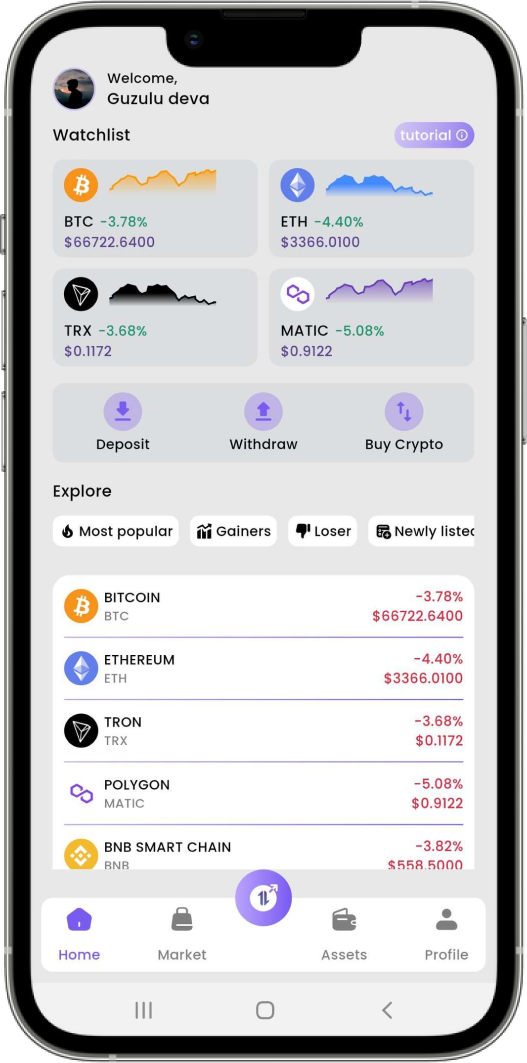 Welcome,
Guzulu deva
Watchlist
tutorial
BTC -3.78%
$66722.6400
ETH -4.40%
$3366.0100
TRX -3.68%
$0.1172
MATIC -5.08%
$0.9122
Deposit
Withdraw
Buy Crypto
Explore
Most popular
Gainers
Loser
Newly listed
BITCOIN
-3.78%
BTC
$66722.6400
ETHEREUM
-4.40%
ETH
$3366.0100
TRON
-3.68%
TRX
$0.1172
POLYGON
-5.08%
MATIC
$0.9122
BNB SMART CHAIN
-3.82%
BNB
$558.5000
Home
Market
Assets
Profile